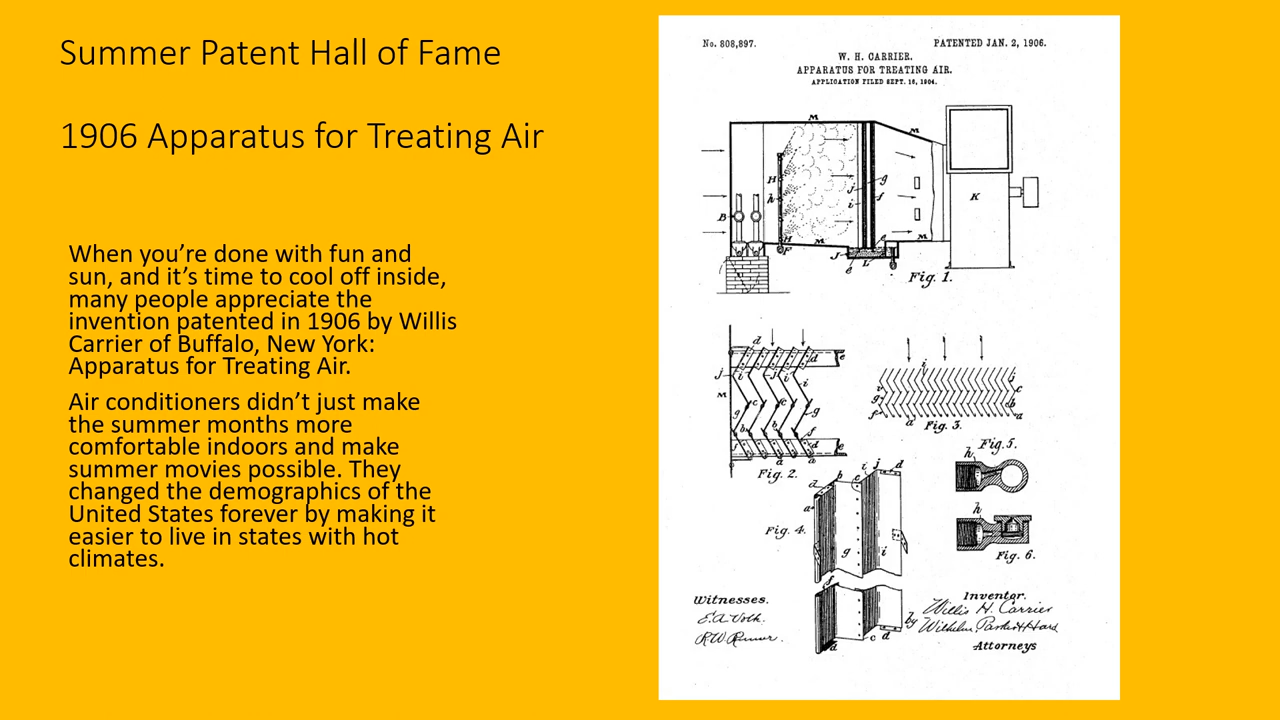 Summer Patent Hall of Fame
1906 Apparatus for Treating Air
When you’re done with fun and
sun, and it’s time to cool off inside,
many people appreciate the
invention patented in 1906 by Willis
Carrier of Buffalo, New York:
Apparatus for Treating Air.
Air conditioners didn’t just make
the summer months more
comfortable indoors and make
summer movies possible. They
changed the demographics of the
United States forever by making it
easier to live in states with hot
climates.
No. 808,897.
PATENTED JAN. 2, 1906.
W. H. CARRIER.
APPARATUS FOR TREATING AIR.
APPLICATION FILED SEPT. 16, 1904.
M
M
H
h
B
H
F
M
j
i
g
f
J
e
L
e
M
K
Fig. 1.
d
d
e
j
i
j
i
i
M
c
c
g
g
b
b
f
f
d
e
a
a
Fig. 2.
i
j
v
c
g
b
f
a
a
Fig. 3.
Fig. 5.
h
h
Fig. 6.
d
b
c
i
j
d
a
Fig. 4.
g
i
f
a
c
d
Witnesses.
E.A. Volk.
Inventor.
Willis H. Carrier
by
Attorneys